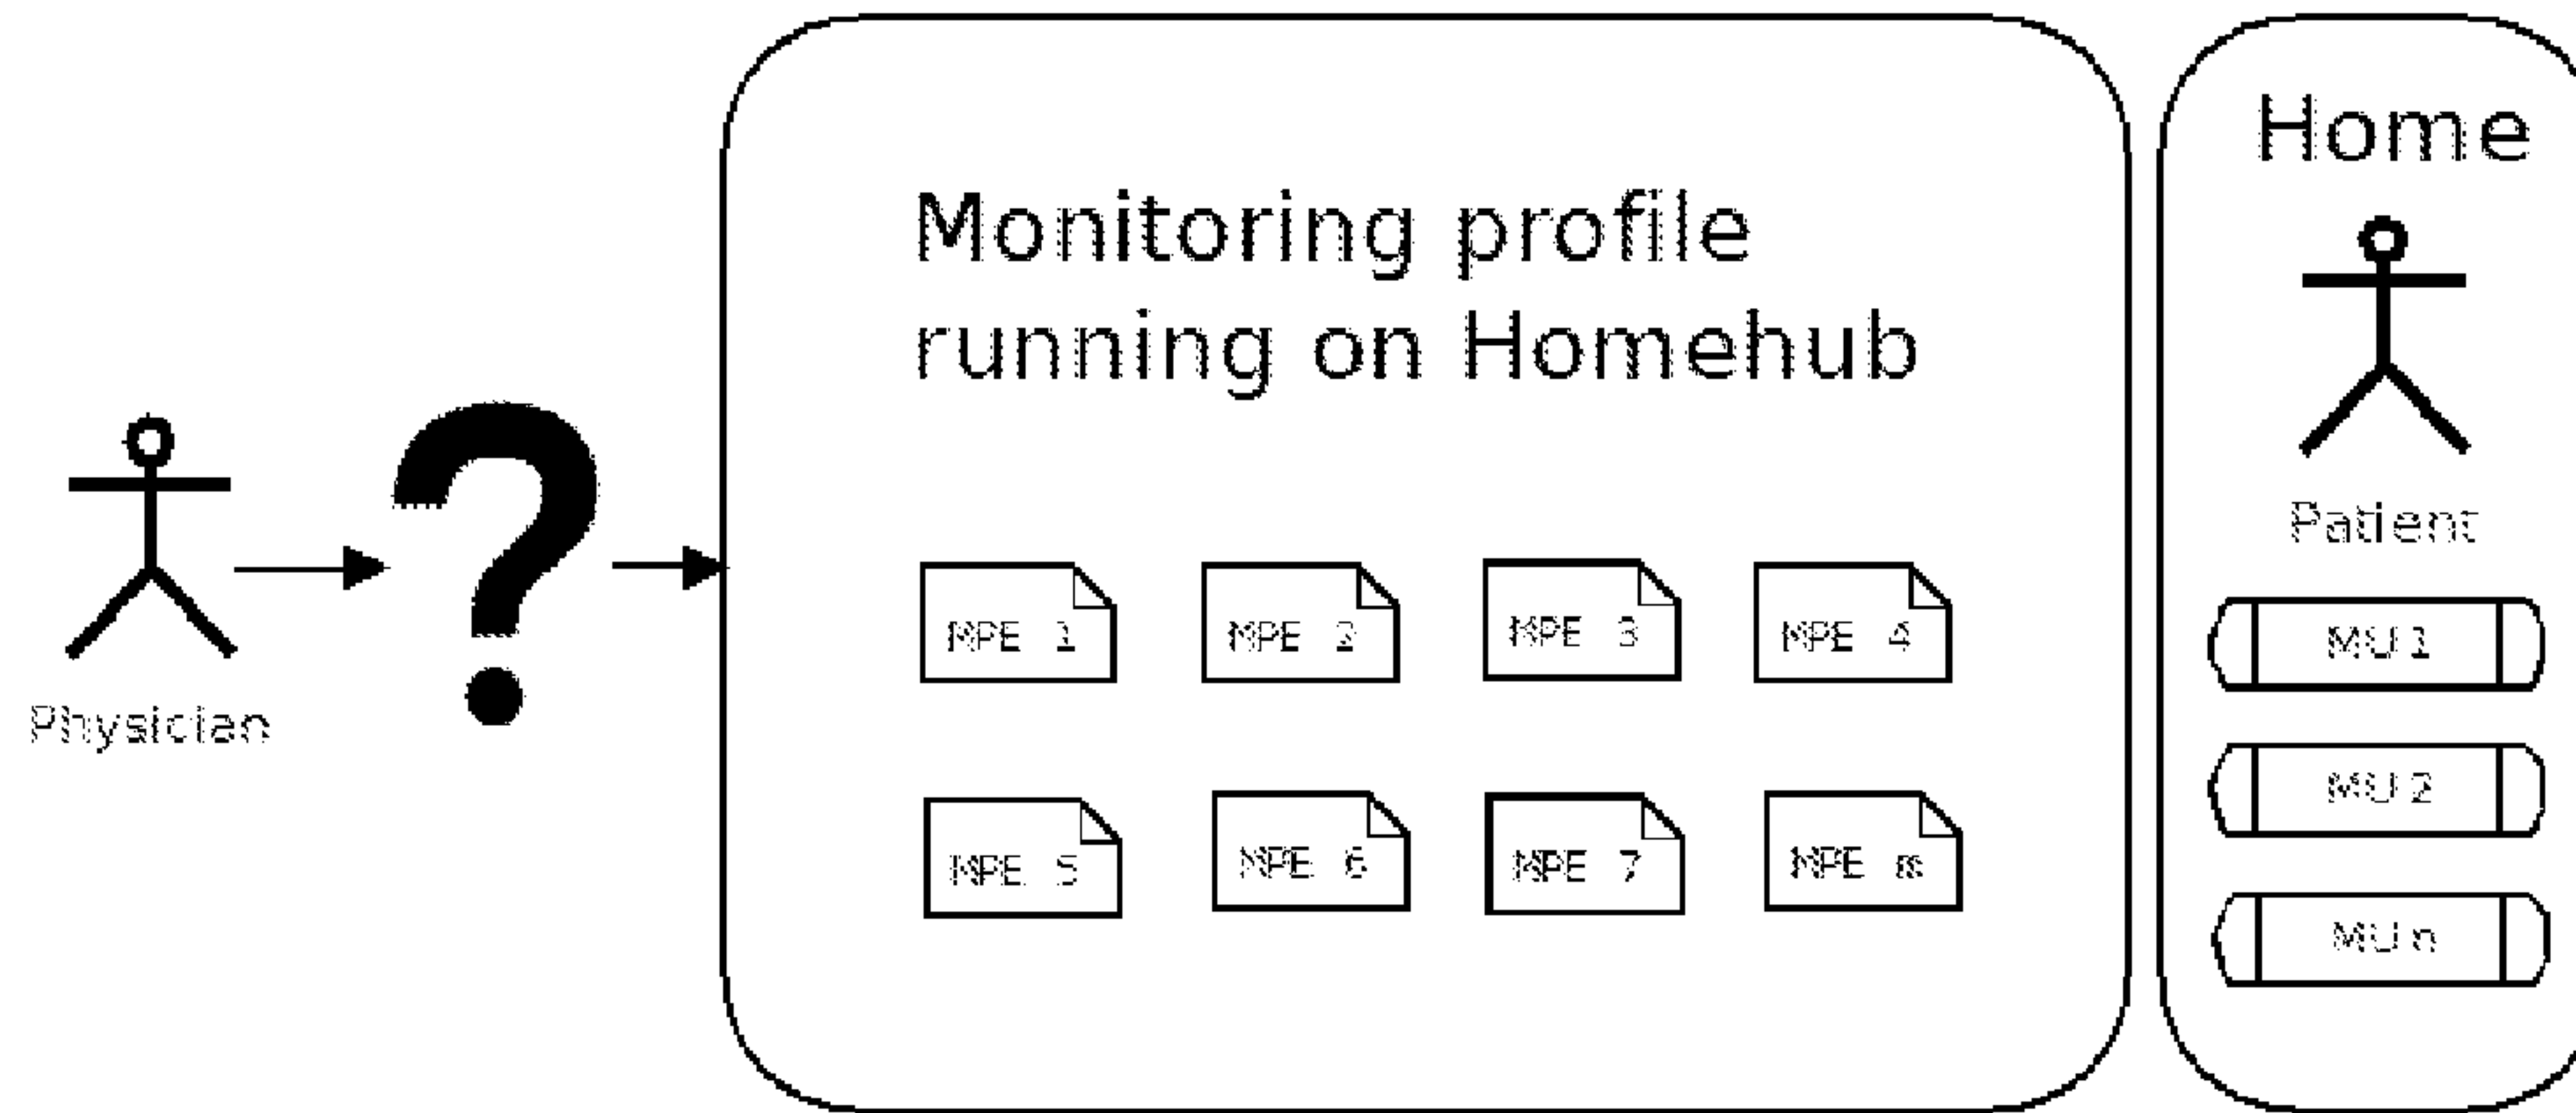 Physician
?
Monitoring profile
running on Homehub
MPE 1
MPE 2
MPE 3
MPE 4
MPE 5
MPE 6
MPE 7
MPE m
Home
Patient
MU 1
MU 2
MU n